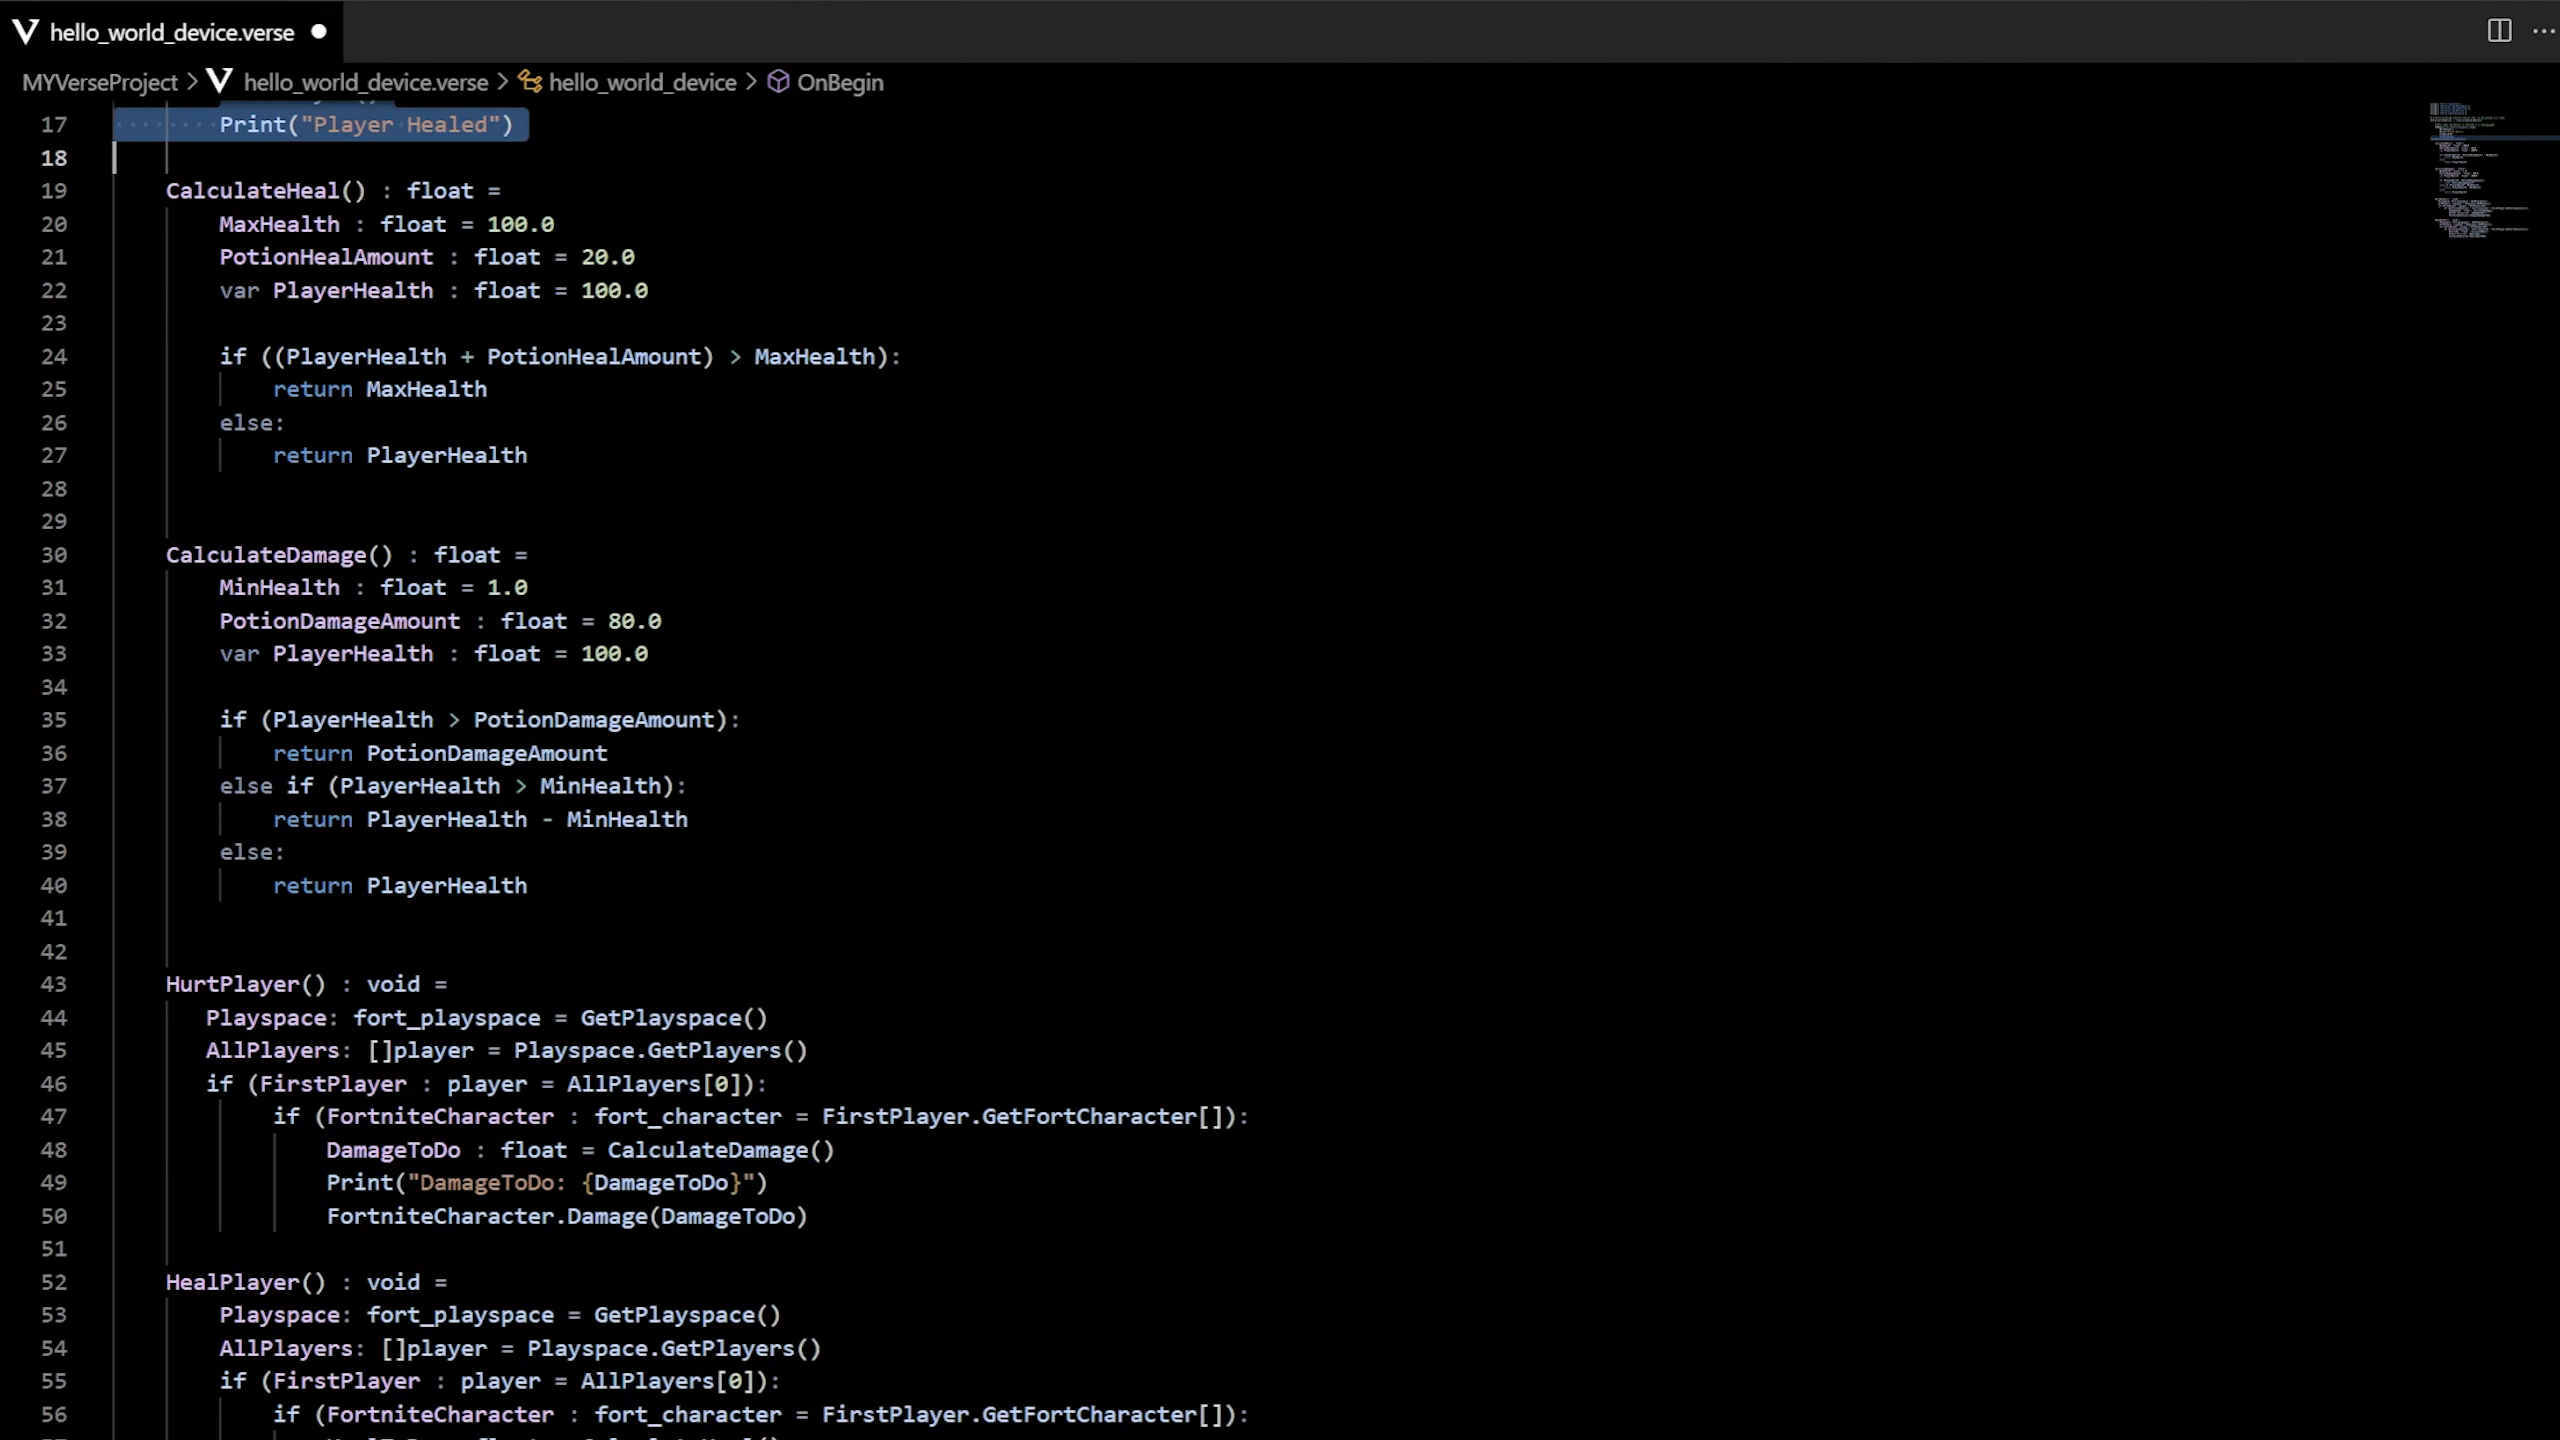 hello_world_device.verse
MYVerseProject > hello_world_device.verse > hello_world_device > OnBegin
17 Print("Player Healed")
18
19 CalculateHeal() : float =
20 MaxHealth : float = 100.0
21 PotionHealAmount : float = 20.0
22 var PlayerHealth : float = 100.0
23
24 if ((PlayerHealth + PotionHealAmount) > MaxHealth):
25 return MaxHealth
26 else:
27 return PlayerHealth
28
29
30 CalculateDamage() : float =
31 MinHealth : float = 1.0
32 PotionDamageAmount : float = 80.0
33 var PlayerHealth : float = 100.0
34
35 if (PlayerHealth > PotionDamageAmount):
36 return PotionDamageAmount
37 else if (PlayerHealth > MinHealth):
38 return PlayerHealth - MinHealth
39 else:
40 return PlayerHealth
41
42
43 HurtPlayer() : void =
44 Playspace: fort_playspace = GetPlayspace()
45 AllPlayers: []player = Playspace.GetPlayers()
46 if (FirstPlayer : player = AllPlayers[0]):
47 if (FortniteCharacter : fort_character = FirstPlayer.GetFortCharacter[]):
48 DamageToDo : float = CalculateDamage()
49 Print("DamageToDo: {DamageToDo}")
50 FortniteCharacter.Damage(DamageToDo)
51
52 HealPlayer() : void =
53 Playspace: fort_playspace = GetPlayspace()
54 AllPlayers: []player = Playspace.GetPlayers()
55 if (FirstPlayer : player = AllPlayers[0]):
56 if (FortniteCharacter : fort_character = FirstPlayer.GetFortCharacter[]):